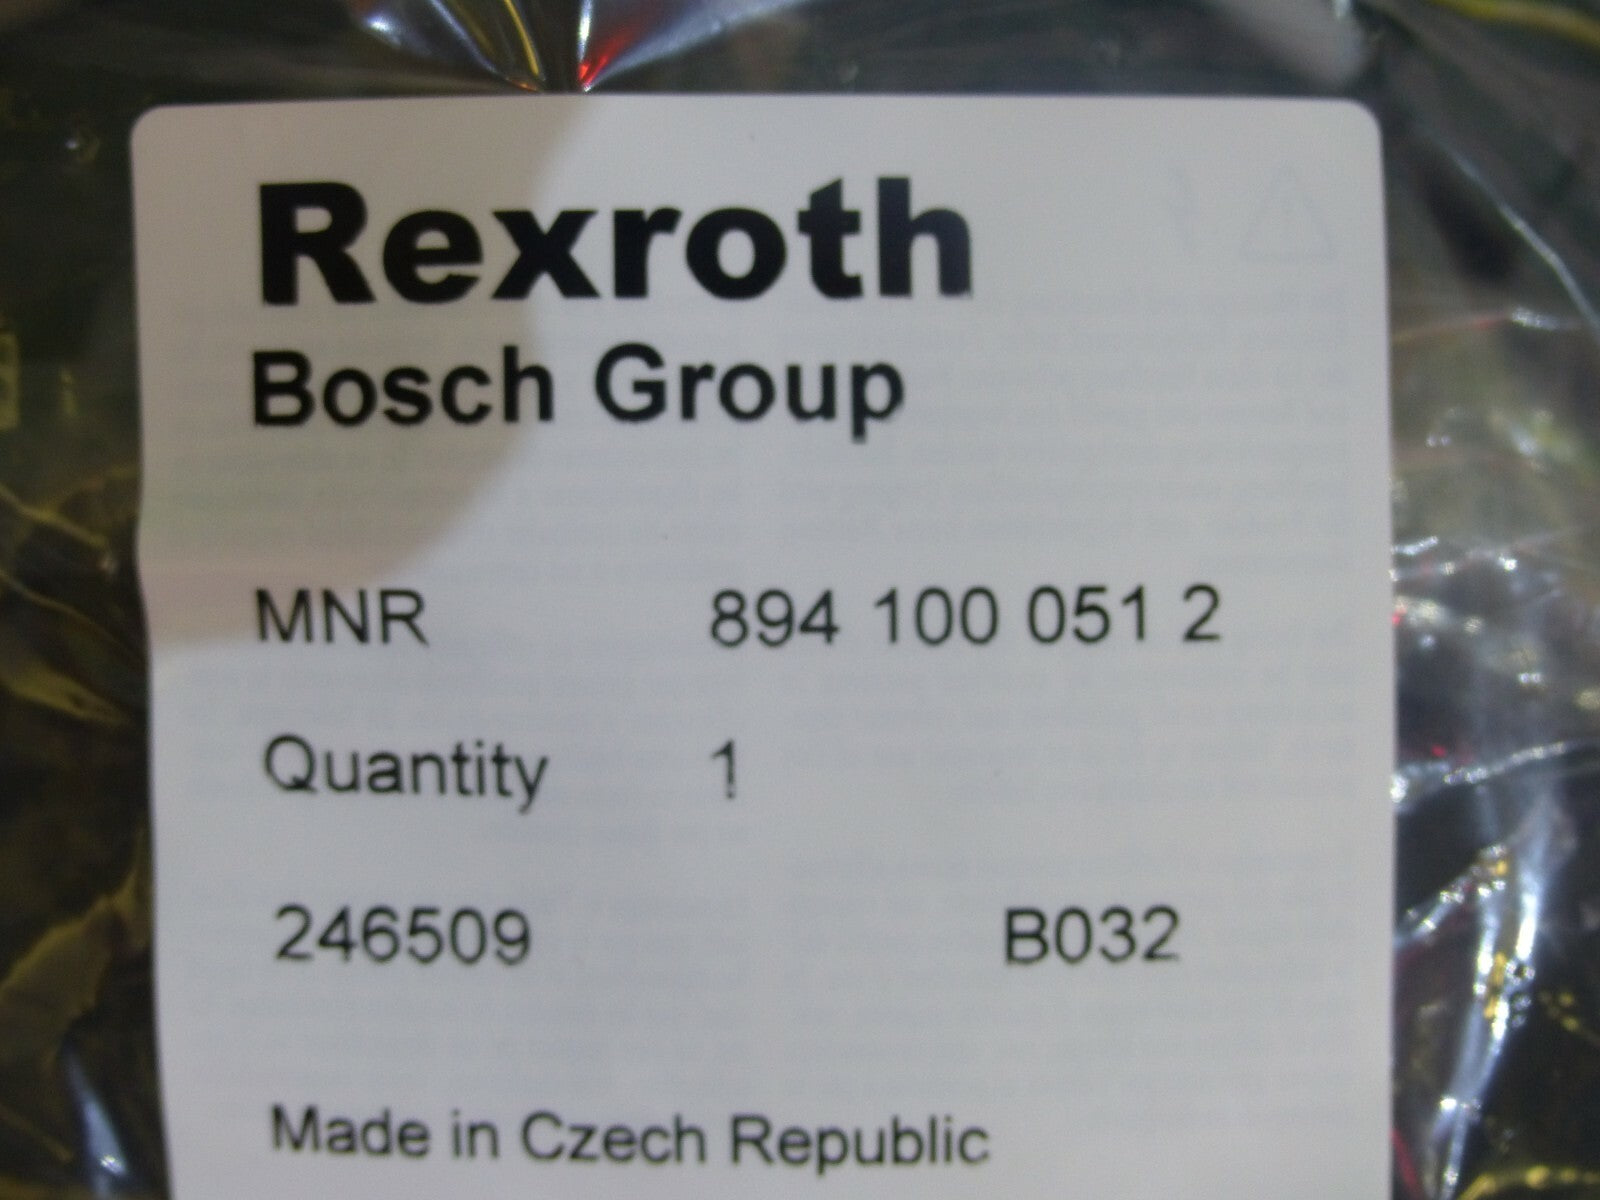 Rexroth
Bosch Group
MNR 894 100 051 2
Quantity 1
246509 B032
Made in Czech Republic